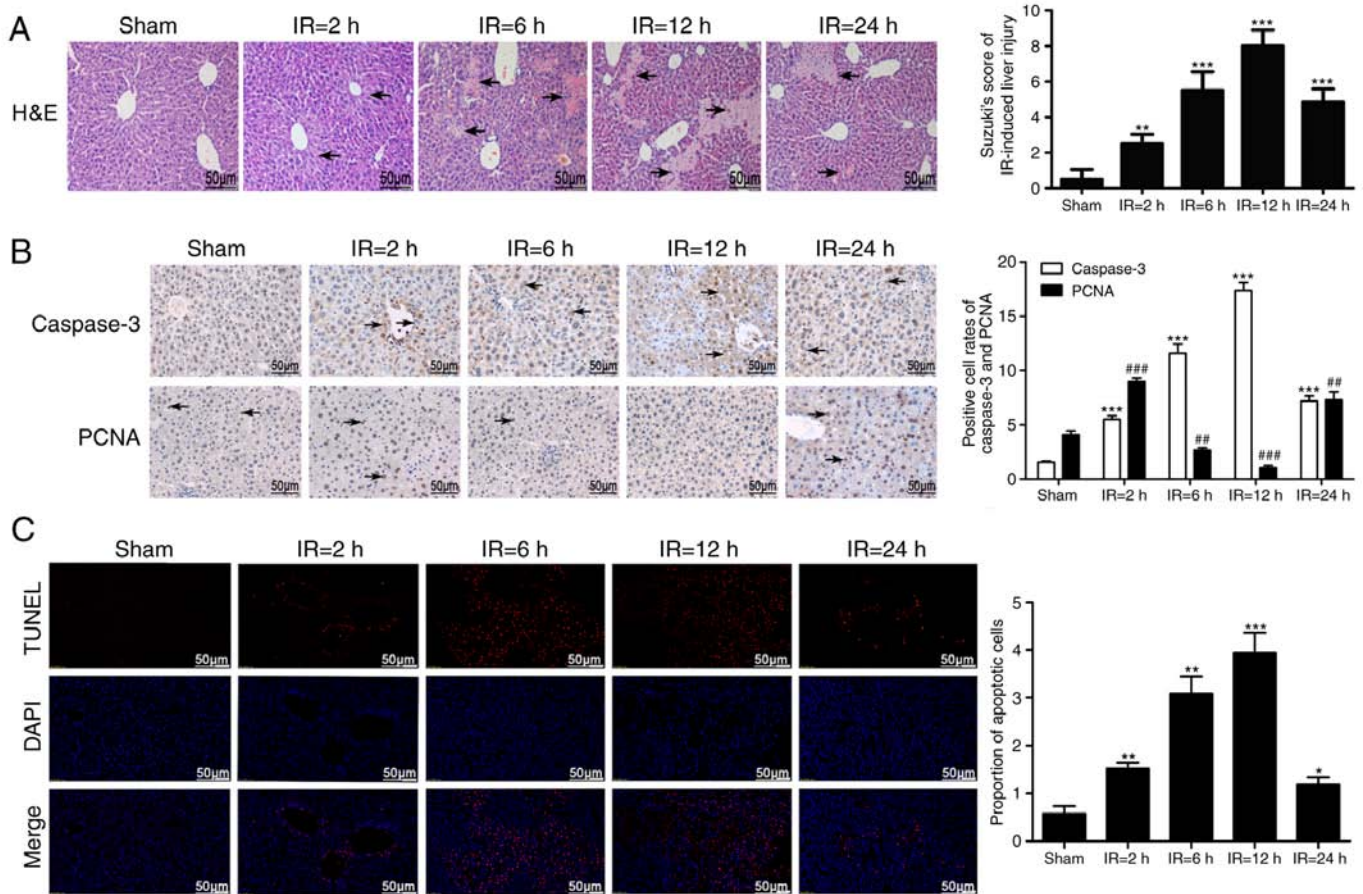 A
Sham IR=2 h IR=6 h IR=12 h IR=24 h
H&E
50µm 50µm 50µm 50µm 50µm
Suzuki's score of
IR-induced liver injury
10
8
6
4
2
0
** *** *** ***
Sham IR=2 h IR=6 h IR=12 h IR=24 h
B
Sham IR=2 h IR=6 h IR=12 h IR=24 h
Caspase-3
50µm 50µm 50µm 50µm 50µm
PCNA
50µm 50µm 50µm 50µm 50µm
Positive cell rates of
caspase-3 and PCNA
20
15
10
5
0
Caspase-3
PCNA
*** ### *** ## *** ### *** ##
Sham IR=2 h IR=6 h IR=12 h IR=24 h
C
Sham IR=2 h IR=6 h IR=12 h IR=24 h
TUNEL
50µm 50µm 50µm 50µm 50µm
DAPI
50µm 50µm 50µm 50µm 50µm
Merge
50µm 50µm 50µm 50µm 50µm
Proportion of apoptotic cells
5
4
3
2
1
0
** ** *** *
Sham IR=2 h IR=6 h IR=12 h IR=24 h